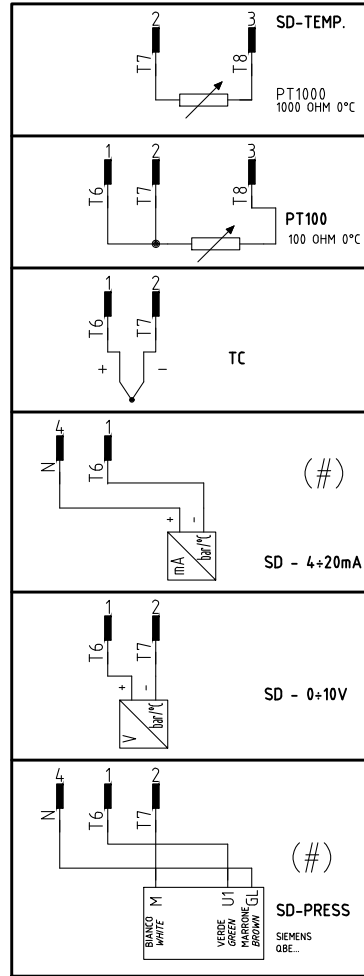 2 3 SD-TEMP.
T7 T8
PT1000
1000 OHM 0°C
1 2 3
T6 T7 T8
PT100
100 OHM 0°C
1 2
T6 T7
+ -
TC
4 1
N T6
(#)
+ -
mA bar/°C
SD - 4÷20mA
1 2
T6 T7
+ -
V bar/°C
SD - 0÷10V
4 1 2
N T6 T7
(#)
M U1 GL
BIANCO VERDE MARRONE
WHITE GREEN BROWN
SD-PRESS
SIEMENS
QBE...